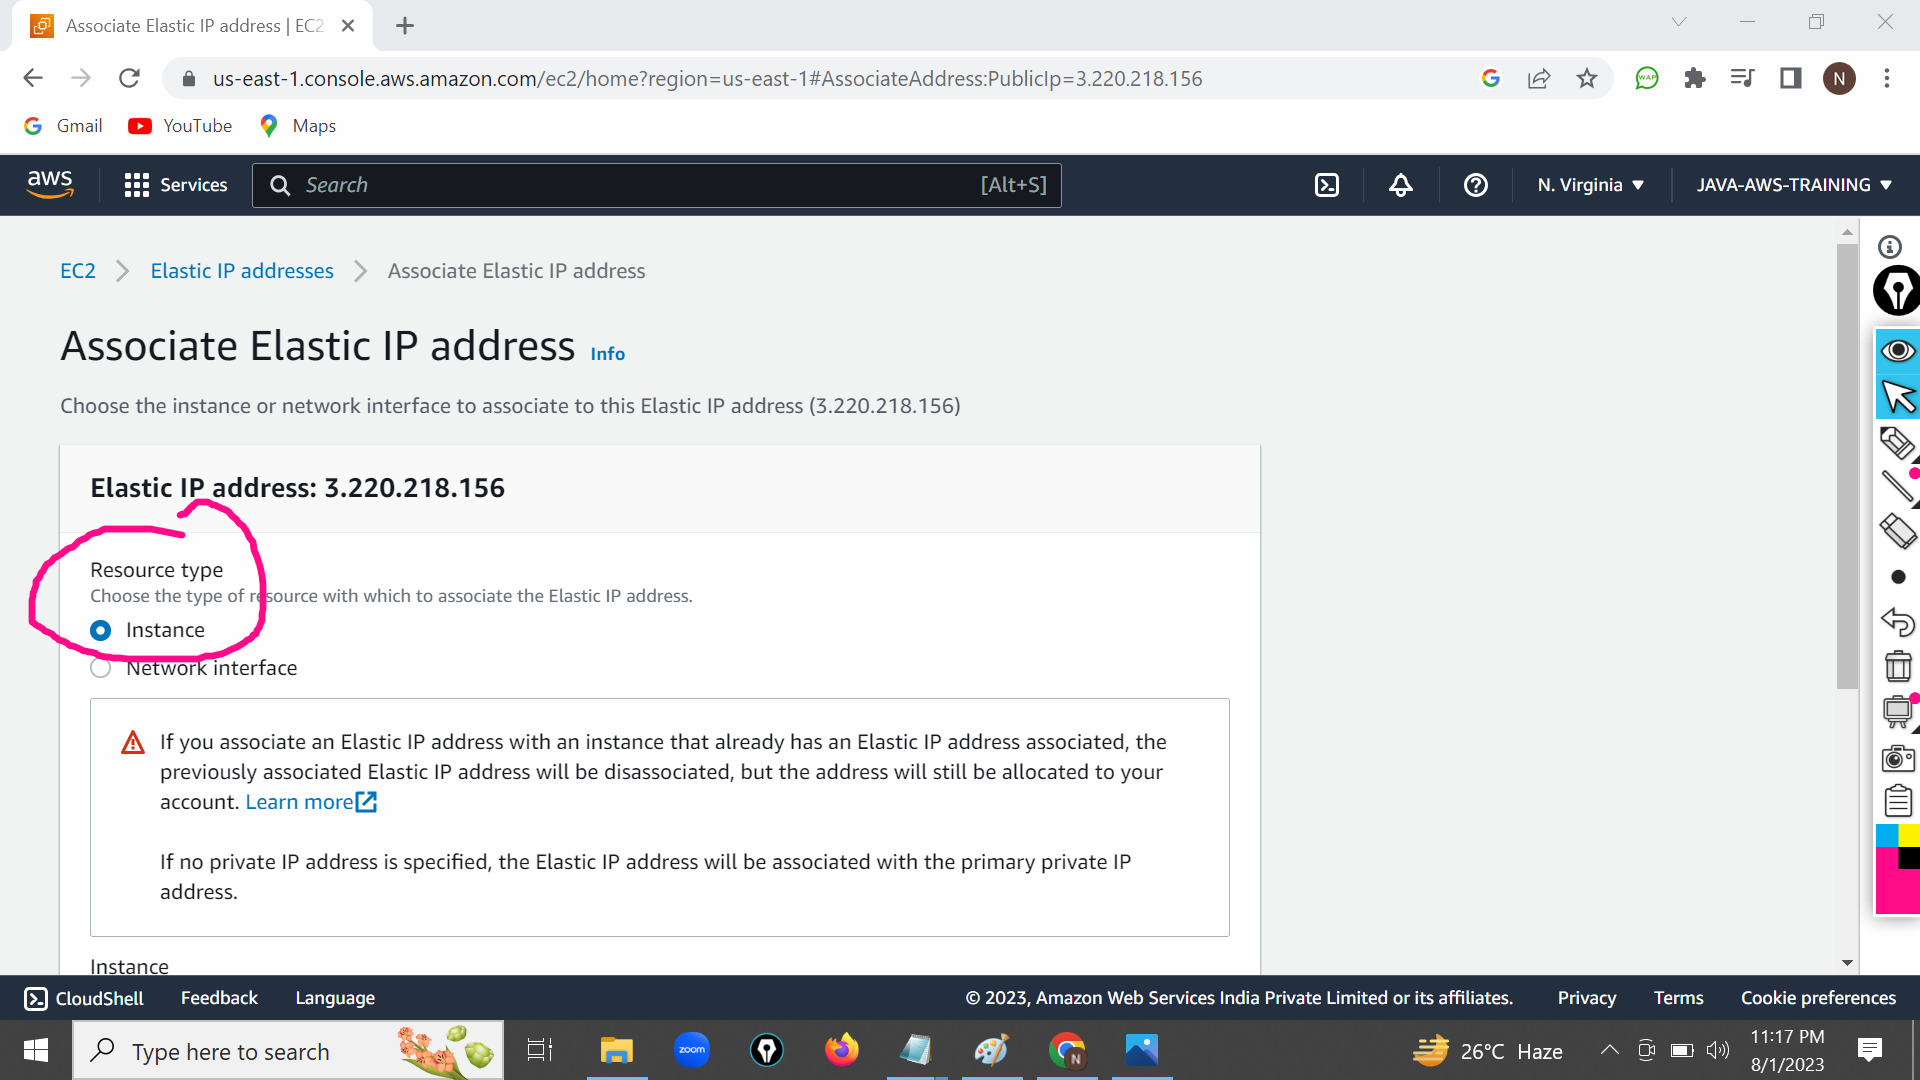 Associate Elastic IP address | EC2
us-east-1.console.aws.amazon.com/ec2/home?region=us-east-1#AssociateAddress:PublicIp=3.220.218.156
WAP
N
Gmail
YouTube
Maps
aws
Services
Search
[Alt+S]
N. Virginia
JAVA-AWS-TRAINING
EC2
Elastic IP addresses
Associate Elastic IP address
Associate Elastic IP address Info
Choose the instance or network interface to associate to this Elastic IP address (3.220.218.156)
Elastic IP address: 3.220.218.156
Resource type
Choose the type of resource with which to associate the Elastic IP address.
Instance
Network interface
If you associate an Elastic IP address with an instance that already has an Elastic IP address associated, the
previously associated Elastic IP address will be disassociated, but the address will still be allocated to your
account. Learn more
If no private IP address is specified, the Elastic IP address will be associated with the primary private IP
address.
Instance
CloudShell
Feedback
Language
© 2023, Amazon Web Services India Private Limited or its affiliates.
Privacy
Terms
Cookie preferences
Type here to search
zoom
N
26°C Haze
11:17 PM
8/1/2023